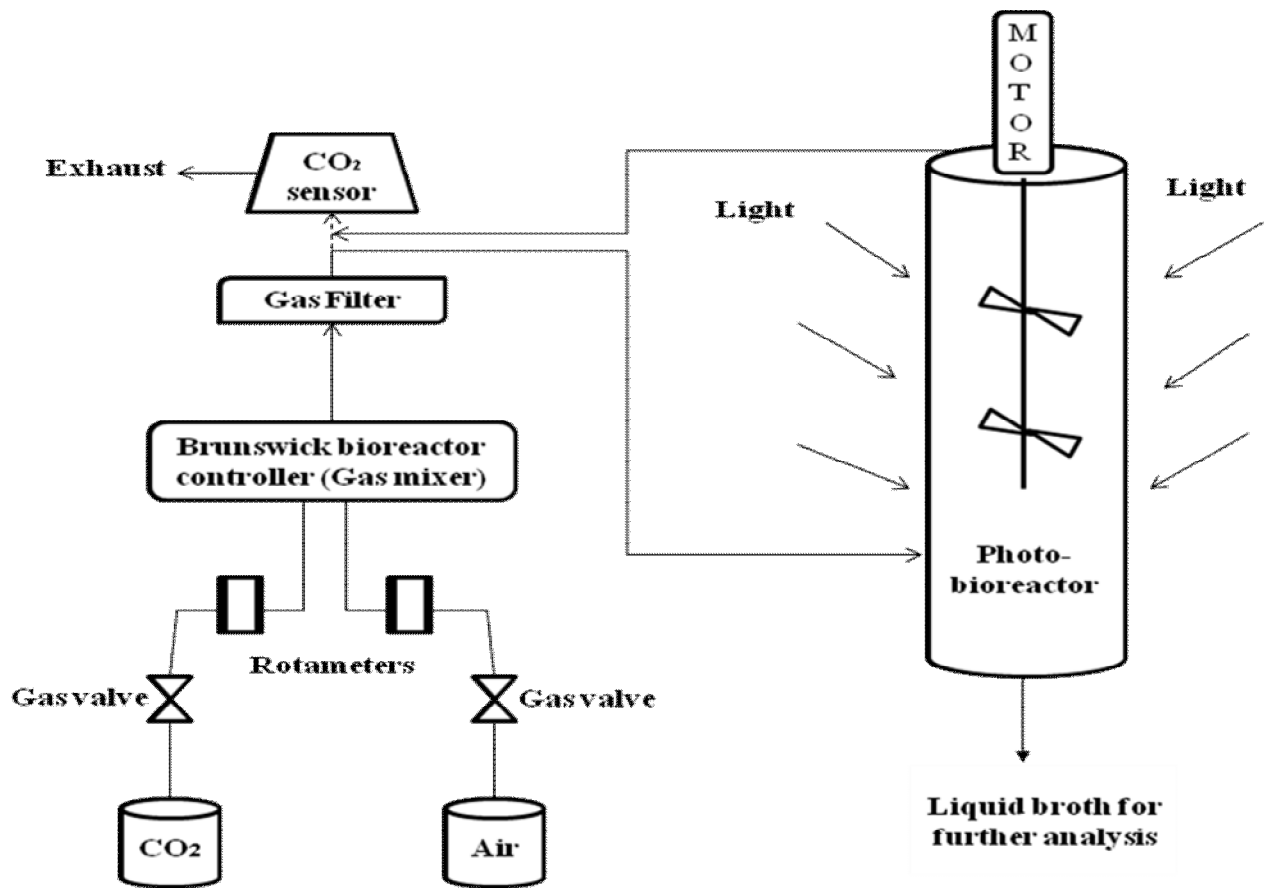 MOTOR
Exhaust
CO₂
sensor
Light
Light
Gas Filter
Brunswick bioreactor
controller (Gas mixer)
Photo-
bioreactor
Rotameters
Gas valve
Gas valve
CO₂
Air
Liquid broth for
further analysis